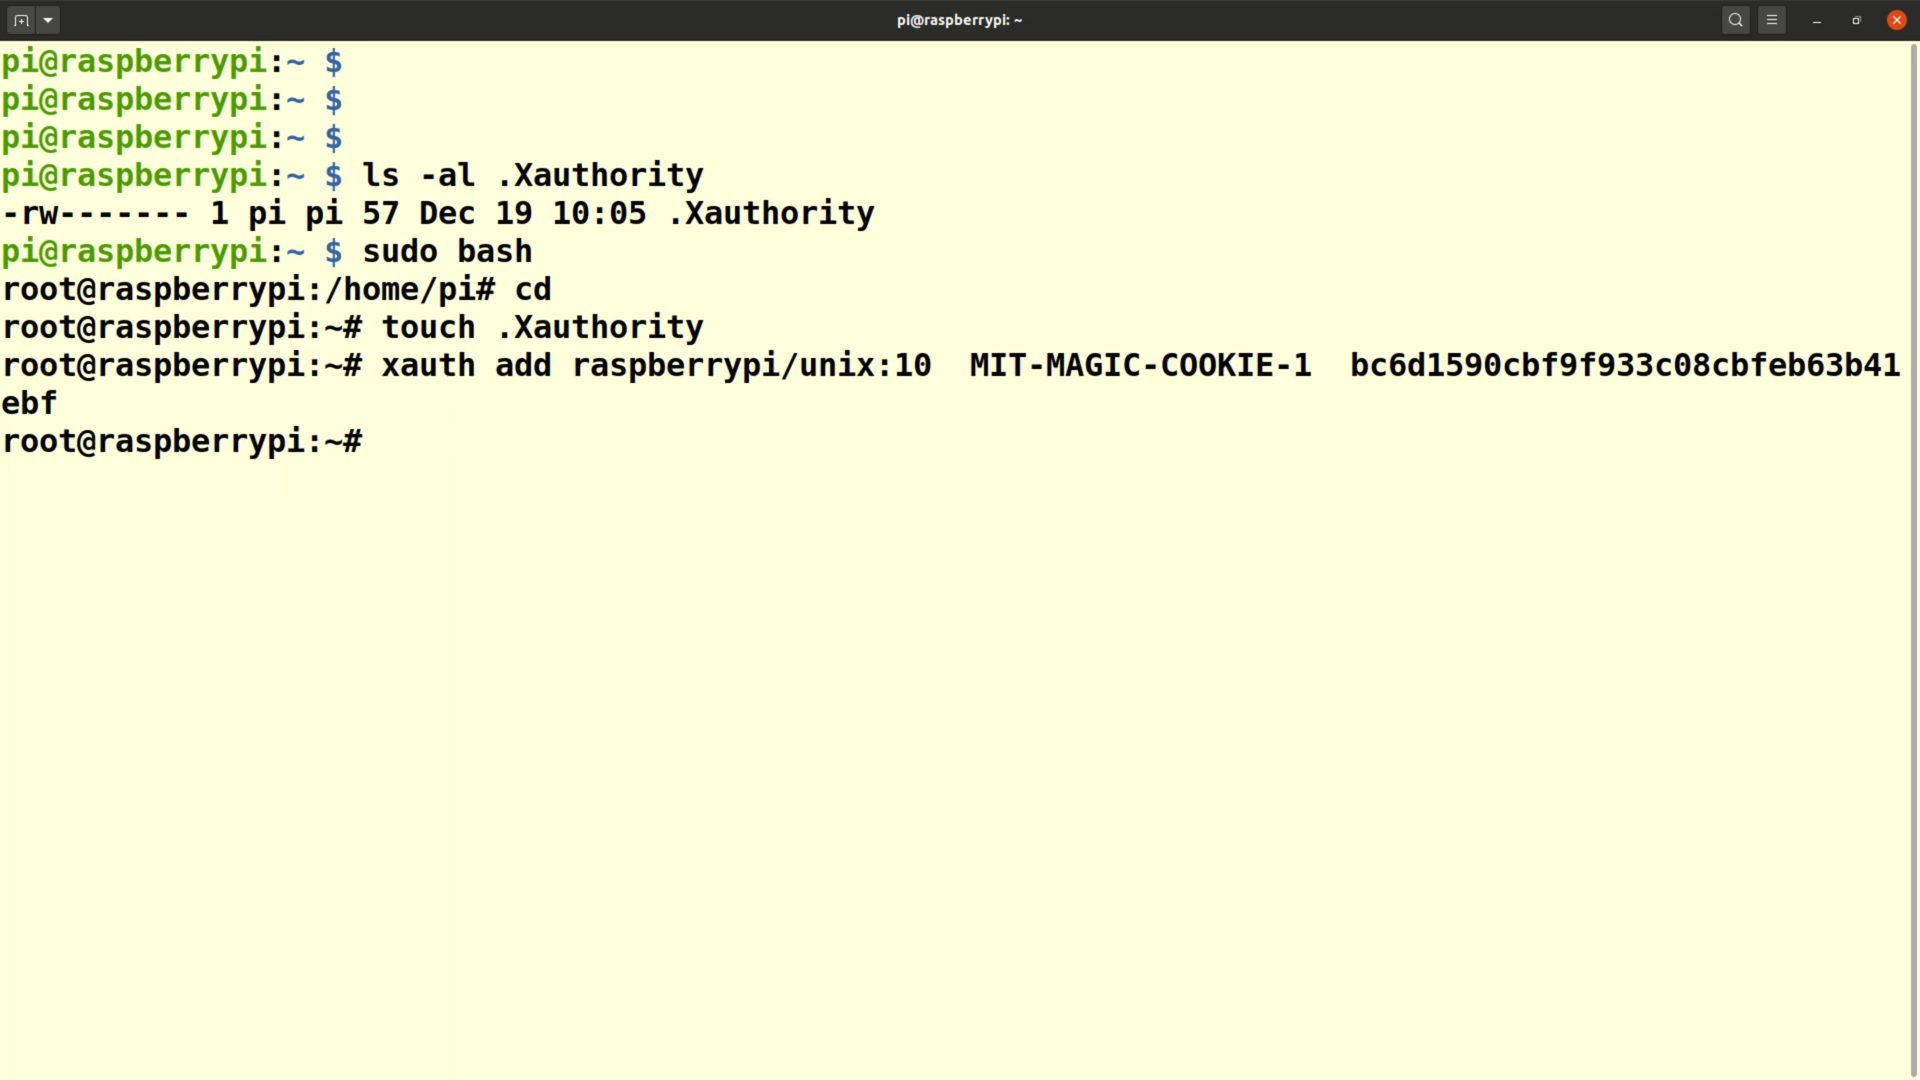 pi@raspberrypi: ~
pi@raspberrypi:~ $
pi@raspberrypi:~ $
pi@raspberrypi:~ $
pi@raspberrypi:~ $ ls -al .Xauthority
-rw------- 1 pi pi 57 Dec 19 10:05 .Xauthority
pi@raspberrypi:~ $ sudo bash
root@raspberrypi:/home/pi# cd
root@raspberrypi:~# touch .Xauthority
root@raspberrypi:~# xauth add raspberrypi/unix:10  MIT-MAGIC-COOKIE-1  bc6d1590cbf9f933c08cbfeb63b41
ebf
root@raspberrypi:~#